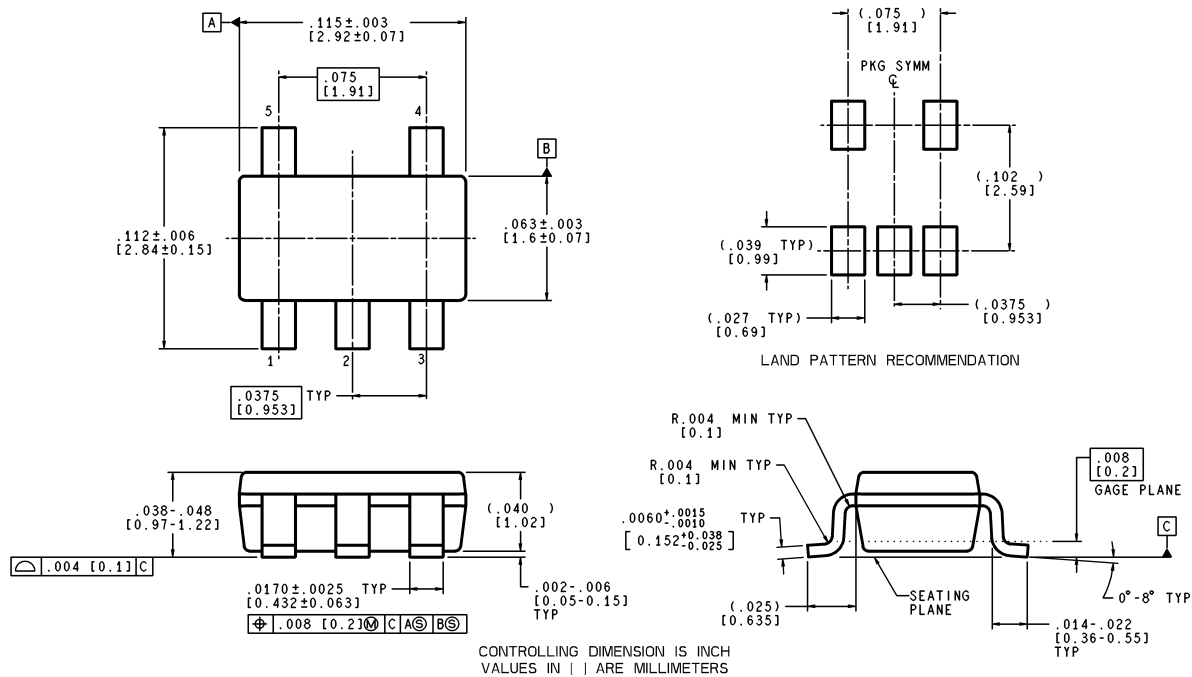 A
.115±.003
[2.92±0.07]
.075
[1.91]
5
4
B
.112±.006
[2.84±0.15]
.063±.003
[1.6±0.07]
1
2
3
.0375 TYP
[0.953]
(.075 )
[1.91]
PKG SYMM
℄
(.102 )
[2.59]
(.039 TYP)
[0.99]
(.027 TYP)
[0.69]
(.0375 )
[0.953]
LAND PATTERN RECOMMENDATION
.038-.048
[0.97-1.22]
(.040 )
[1.02]
⌓ .004 [0.1] C
.0170±.0025 TYP
[0.432±0.063]
⌖ .008 [0.2]Ⓜ C AⓈ BⓈ
.002-.006
[0.05-0.15]
TYP
R.004 MIN TYP
[0.1]
R.004 MIN TYP
[0.1]
.0060+.0015-.0010 TYP
[0.152+0.038-0.025]
.008
[0.2]
GAGE PLANE
C
SEATING
PLANE
0°-8° TYP
(.025)
[0.635]
.014-.022
[0.36-0.55]
TYP
CONTROLLING DIMENSION IS INCH
VALUES IN [ ] ARE MILLIMETERS